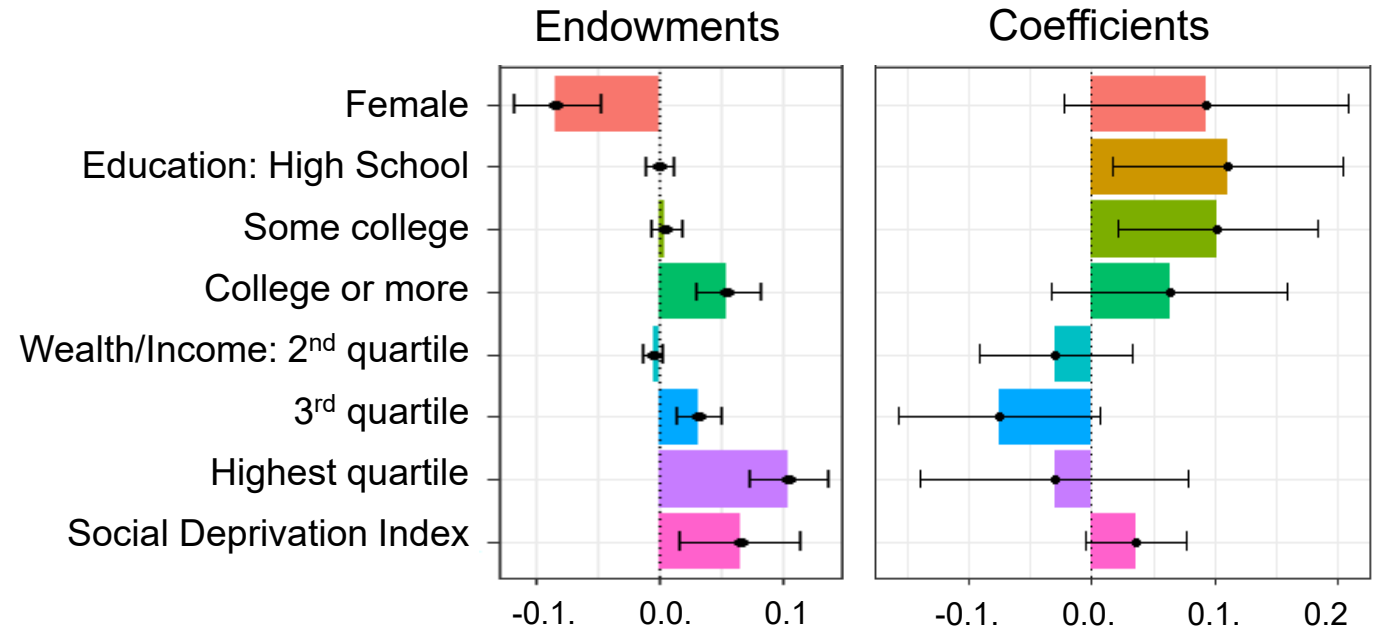 Endowments Coefficients
Female
Education: High School
Some college
College or more
Wealth/Income: 2nd quartile
3rd quartile
Highest quartile
Social Deprivation Index
-0.1. 0.0. 0.1 -0.1. 0.0. 0.1. 0.2